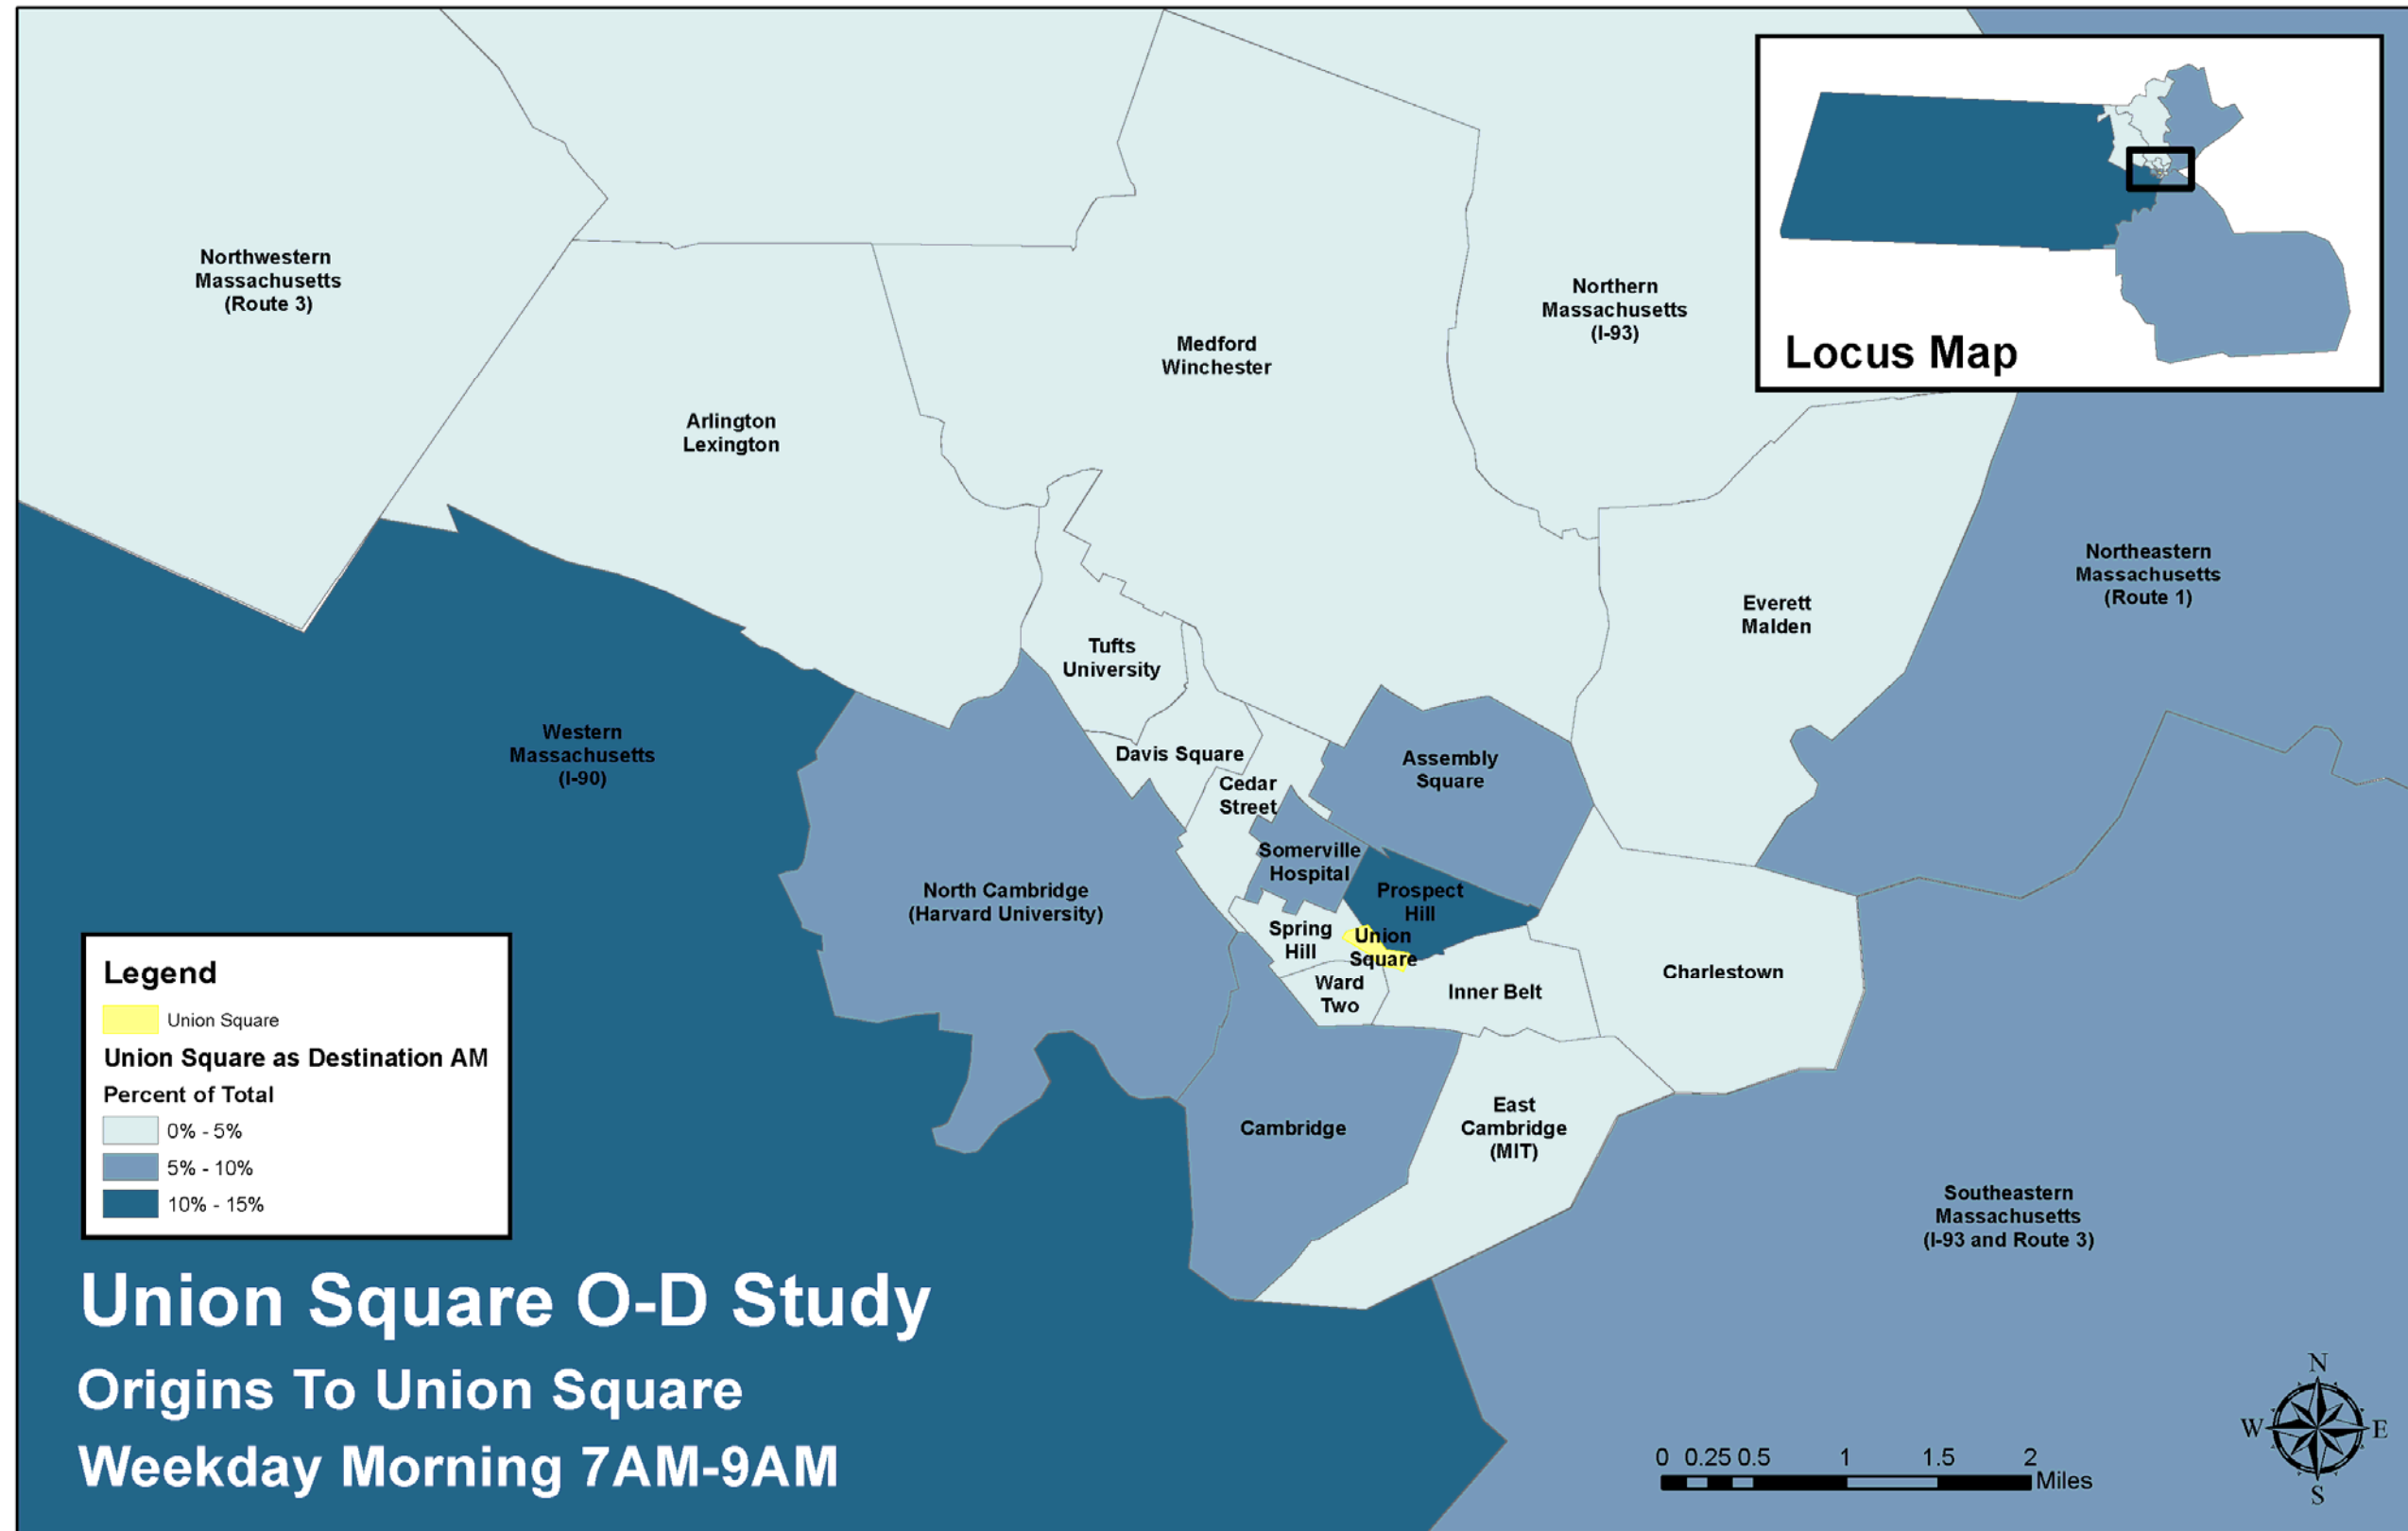 Locus Map
Northwestern
Massachusetts
(Route 3)
Northern
Massachusetts
(I-93)
Medford
Winchester
Arlington
Lexington
Northeastern
Massachusetts
(Route 1)
Everett
Malden
Tufts
University
Western
Massachusetts
(I-90)
Davis Square
Assembly
Square
Cedar
Street
Somerville
Hospital
North Cambridge
(Harvard University)
Prospect
Hill
Spring
Hill
Union
Square
Ward
Two
Inner Belt
Charlestown
Cambridge
East
Cambridge
(MIT)
Southeastern
Massachusetts
(I-93 and Route 3)
Legend
Union Square
Union Square as Destination AM
Percent of Total
0% - 5%
5% - 10%
10% - 15%
Union Square O-D Study
Origins To Union Square
Weekday Morning 7AM-9AM
0 0.25 0.5 1 1.5 2
Miles
N
W E
S